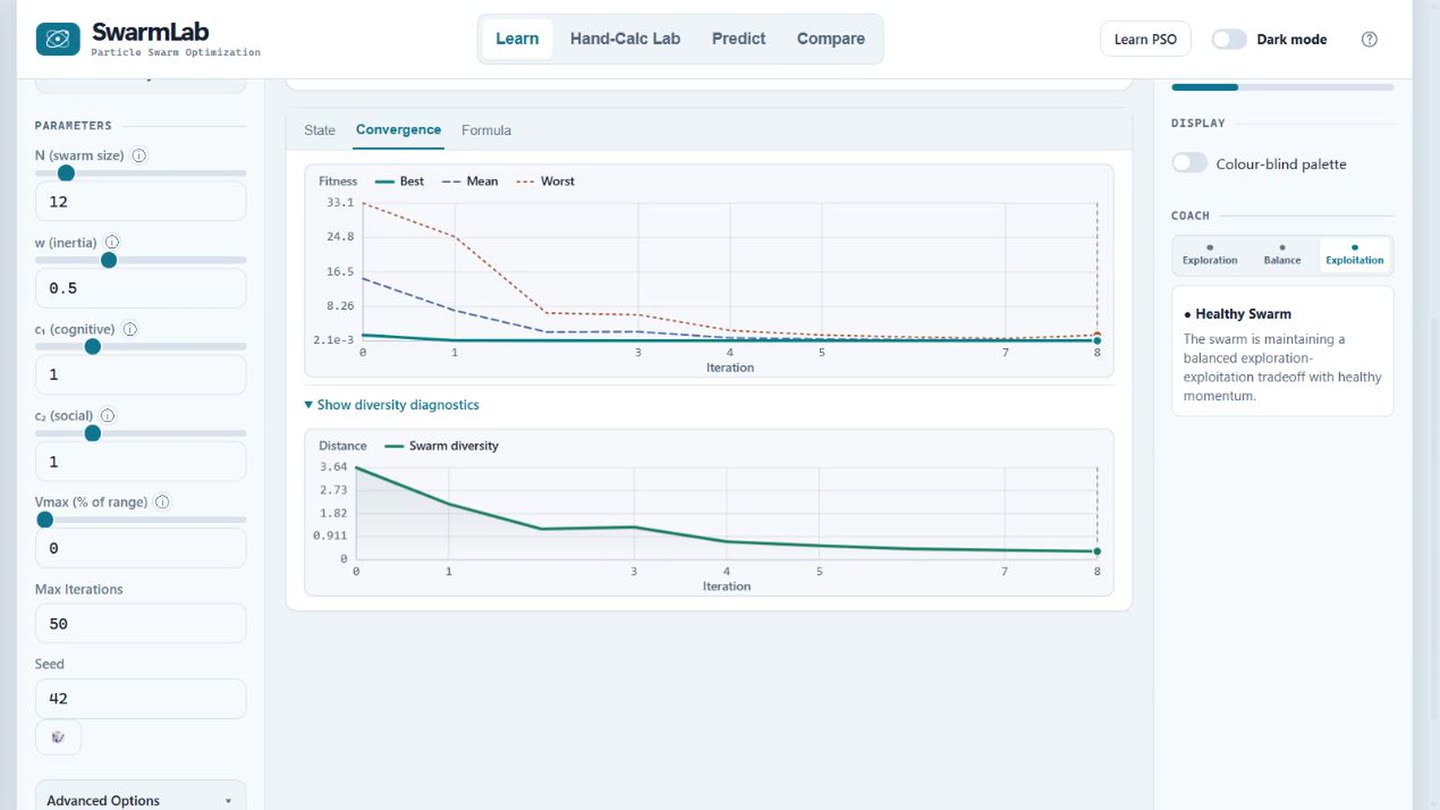 SwarmLab
Particle Swarm Optimization
Learn
Hand-Calc Lab
Predict
Compare
Learn PSO
Dark mode
?
PARAMETERS
N (swarm size)
12
w (inertia)
0.5
c₁ (cognitive)
1
c₂ (social)
1
Vmax (% of range)
0
Max Iterations
50
Seed
42
Advanced Options
State
Convergence
Formula
Fitness
Best
Mean
Worst
33.1
24.8
16.5
8.26
2.1e-3
0 1 3 4 5 7 8
Iteration
▼ Show diversity diagnostics
Distance
Swarm diversity
3.64
2.73
1.82
0.911
0
0 1 3 4 5 7 8
Iteration
DISPLAY
Colour-blind palette
COACH
Exploration
Balance
Exploitation
● Healthy Swarm
The swarm is maintaining a
balanced exploration-
exploitation tradeoff with healthy
momentum.